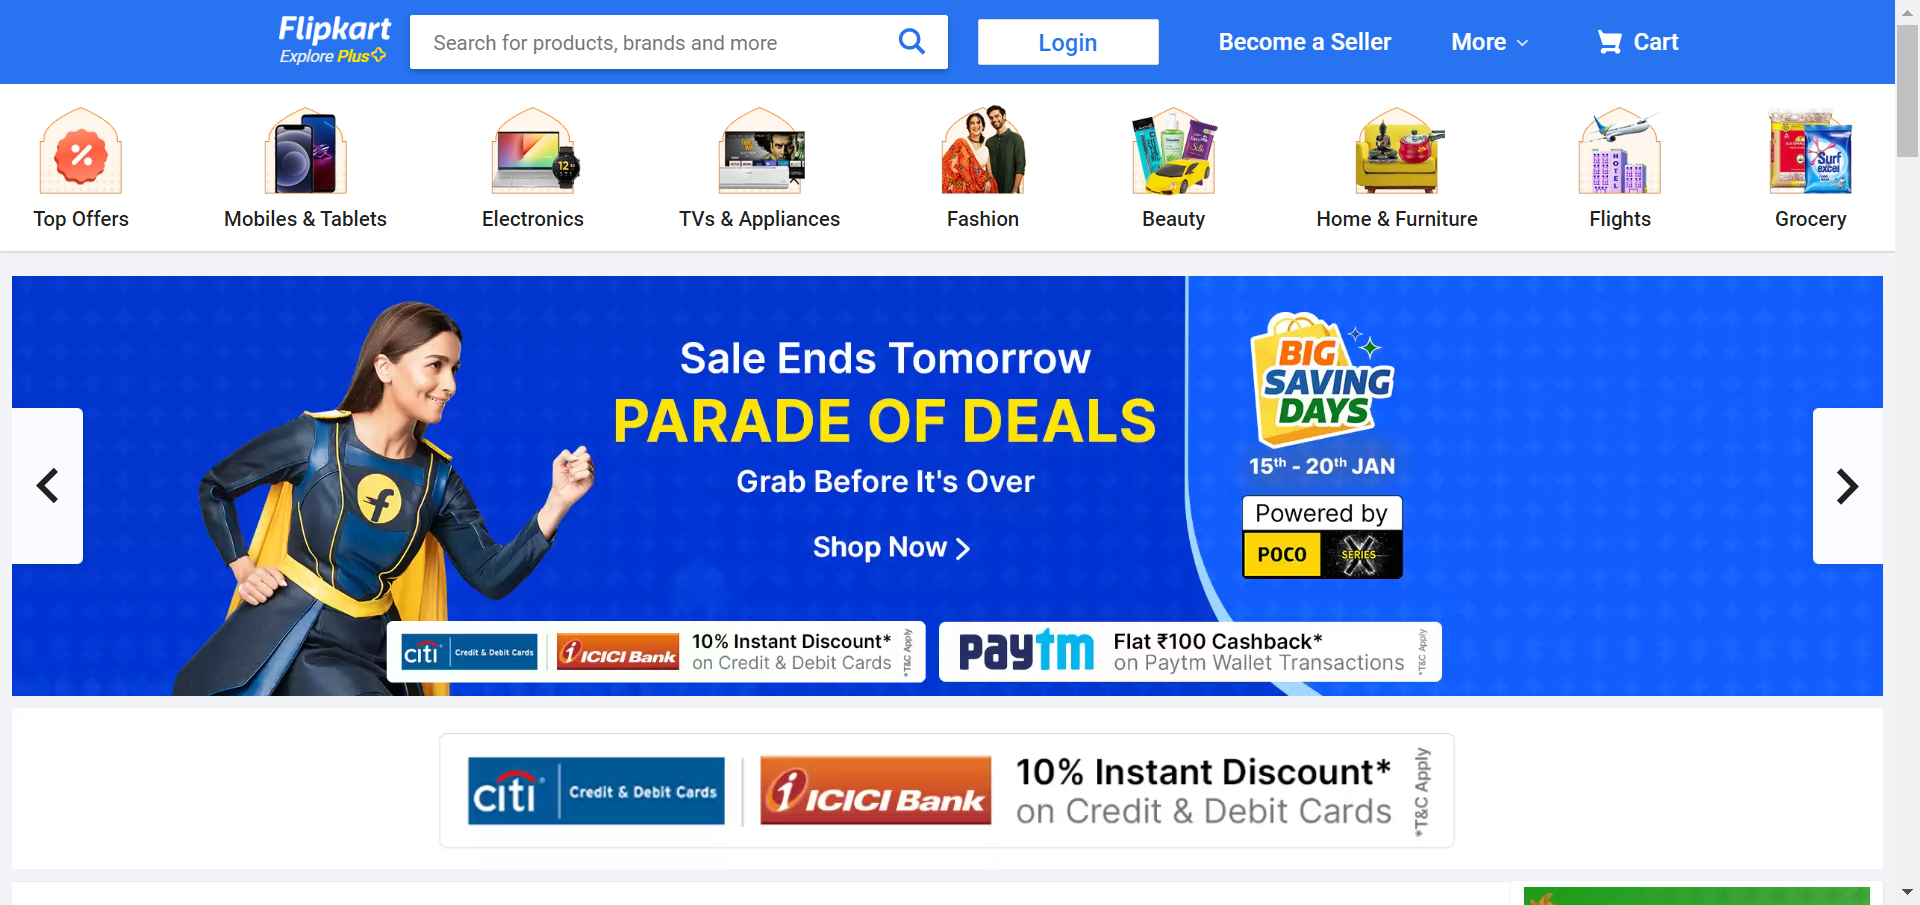 Flipkart
Explore Plus
Search for products, brands and more
Login
Become a Seller
More
Cart
Top Offers
Mobiles & Tablets
Electronics
TVs & Appliances
Fashion
Beauty
Home & Furniture
Flights
Grocery
HOTEL
Surf
excel
12
Sale Ends Tomorrow
PARADE OF DEALS
Grab Before It's Over
Shop Now
BIG
SAVING
DAYS
15th - 20th JAN
Powered by
POCO
X
SERIES
f
citi
Credit & Debit Cards
ICICI Bank
10% Instant Discount*
on Credit & Debit Cards
*T&C Apply
paytm
Flat ₹100 Cashback*
on Paytm Wallet Transactions
*T&C Apply
citi
Credit & Debit Cards
ICICI Bank
10% Instant Discount*
on Credit & Debit Cards
*T&C Apply